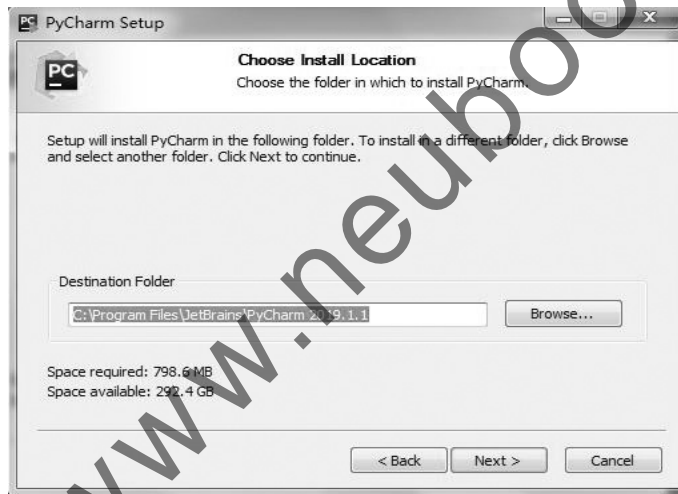 PyCharm Setup
PC
Choose Install Location
Choose the folder in which to install PyCharm.
Setup will install PyCharm in the following folder. To install in a different folder, click Browse
and select another folder. Click Next to continue.
Destination Folder
C:\Program Files\JetBrains\PyCharm 2019.1.1
Browse...
Space required: 798.6 MB
Space available: 292.4 GB
< Back
Next >
Cancel
www.neuboo